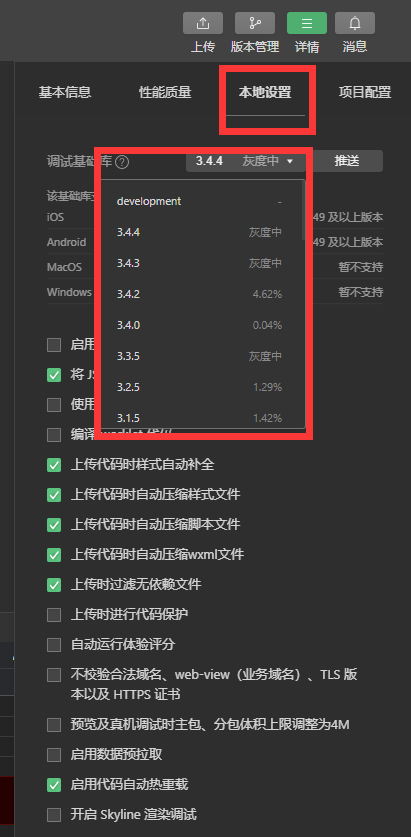 上传 版本管理 详情 消息
基本信息 性能质量 本地设置 项目配置
调试基础库 ? 3.4.4 灰度中 推送
该基础库支
development -
iOS 49 及以上版本
3.4.4 灰度中
Android 49 及以上版本
3.4.3 灰度中
MacOS 暂不支持
3.4.2 4.62%
Windows 暂不支持
3.4.0 0.04%
启用
3.3.5 灰度中
将 JS
3.2.5 1.29%
使用
3.1.5 1.42%
编译
上传代码时样式自动补全
上传代码时自动压缩样式文件
上传代码时自动压缩脚本文件
上传代码时自动压缩wxml文件
上传时过滤无依赖文件
上传时进行代码保护
自动运行体验评分
不校验合法域名、web-view（业务域名）、TLS 版
本以及 HTTPS 证书
预览及真机调试时主包、分包体积上限调整为4M
启用数据预拉取
启用代码自动热重载
开启 Skyline 渲染调试